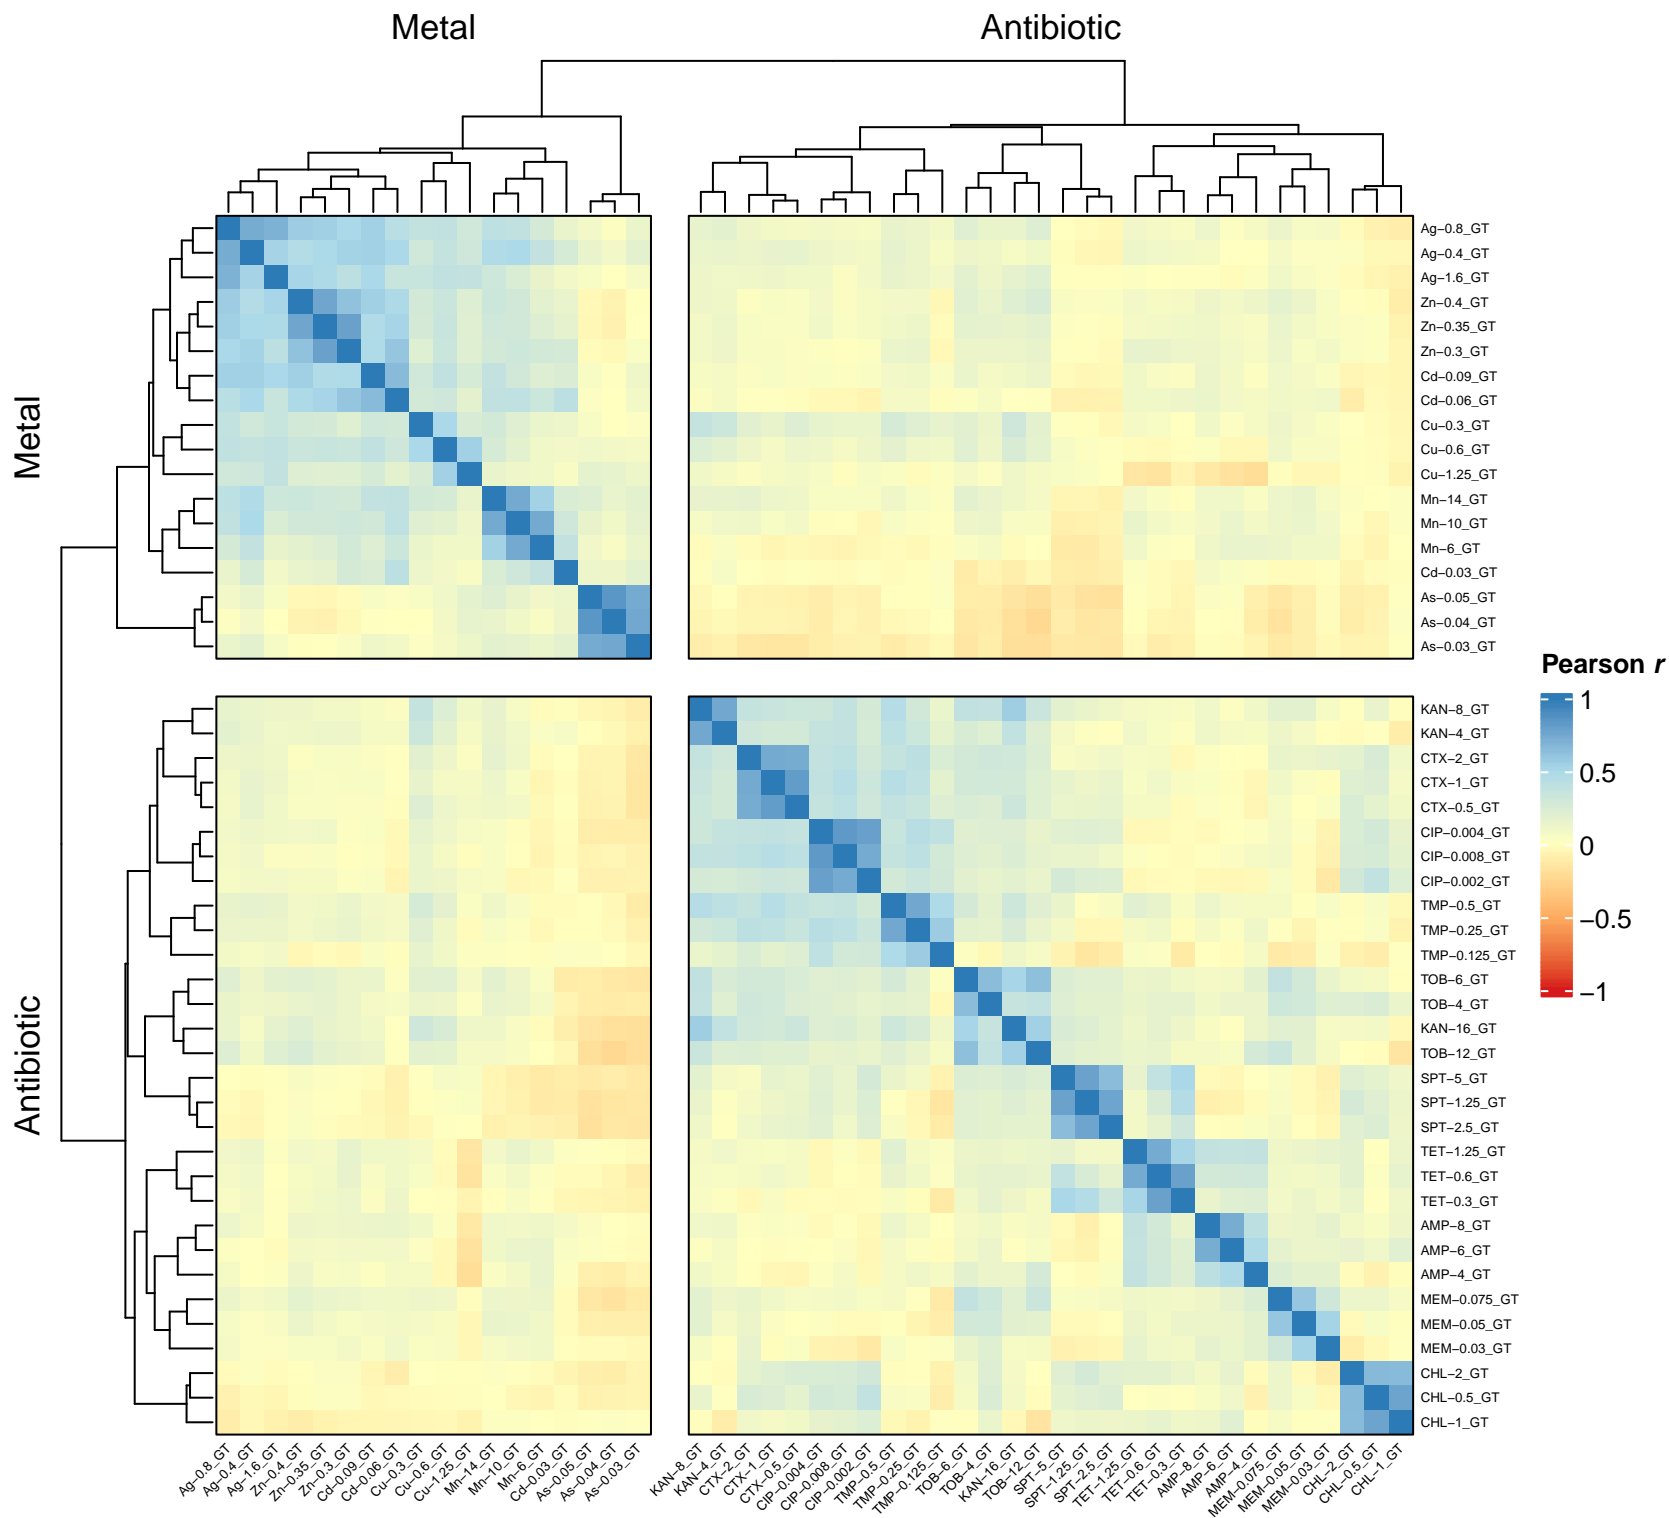 Metal
Antibiotic
Metal
Antibiotic
Ag−0.8_GT
Ag−0.4_GT
Ag−1.6_GT
Zn−0.4_GT
Zn−0.35_GT
Zn−0.3_GT
Cd−0.09_GT
Cd−0.06_GT
Cu−0.3_GT
Cu−0.6_GT
Cu−1.25_GT
Mn−14_GT
Mn−10_GT
Mn−6_GT
Cd−0.03_GT
As−0.05_GT
As−0.04_GT
As−0.03_GT
KAN−8_GT
KAN−4_GT
CTX−2_GT
CTX−1_GT
CTX−0.5_GT
CIP−0.004_GT
CIP−0.008_GT
CIP−0.002_GT
TMP−0.5_GT
TMP−0.25_GT
TMP−0.125_GT
TOB−6_GT
TOB−4_GT
KAN−16_GT
TOB−12_GT
SPT−5_GT
SPT−1.25_GT
SPT−2.5_GT
TET−1.25_GT
TET−0.6_GT
TET−0.3_GT
AMP−8_GT
AMP−6_GT
AMP−4_GT
MEM−0.075_GT
MEM−0.05_GT
MEM−0.03_GT
CHL−2_GT
CHL−0.5_GT
CHL−1_GT
Pearson r
1
0.5
0
−0.5
−1
Ag−0.8_GT
Ag−0.4_GT
Ag−1.6_GT
Zn−0.4_GT
Zn−0.35_GT
Zn−0.3_GT
Cd−0.09_GT
Cd−0.06_GT
Cu−0.3_GT
Cu−0.6_GT
Cu−1.25_GT
Mn−14_GT
Mn−10_GT
Mn−6_GT
Cd−0.03_GT
As−0.05_GT
As−0.04_GT
As−0.03_GT
KAN−8_GT
KAN−4_GT
CTX−2_GT
CTX−1_GT
CTX−0.5_GT
CIP−0.004_GT
CIP−0.008_GT
CIP−0.002_GT
TMP−0.5_GT
TMP−0.25_GT
TMP−0.125_GT
TOB−6_GT
TOB−4_GT
KAN−16_GT
TOB−12_GT
SPT−5_GT
SPT−1.25_GT
SPT−2.5_GT
TET−1.25_GT
TET−0.6_GT
TET−0.3_GT
AMP−8_GT
AMP−6_GT
AMP−4_GT
MEM−0.075_GT
MEM−0.05_GT
MEM−0.03_GT
CHL−2_GT
CHL−0.5_GT
CHL−1_GT